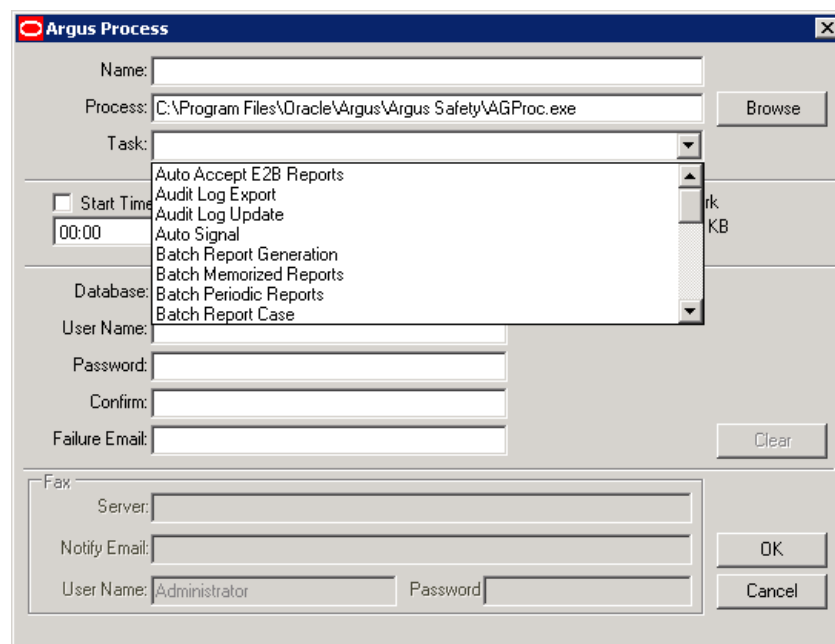 Argus Process
Name:
Process: C:\Program Files\Oracle\Argus\Argus Safety\AGProc.exe Browse
Task:
Auto Accept E2B Reports
Audit Log Export
Audit Log Update
Auto Signal
Batch Report Generation
Batch Memorized Reports
Batch Periodic Reports
Batch Report Case
Start Time
00:00
KB
Database:
User Name:
Password:
Confirm:
Failure Email:
Clear
Fax
Server:
Notify Email:
OK
User Name: Administrator Password
Cancel